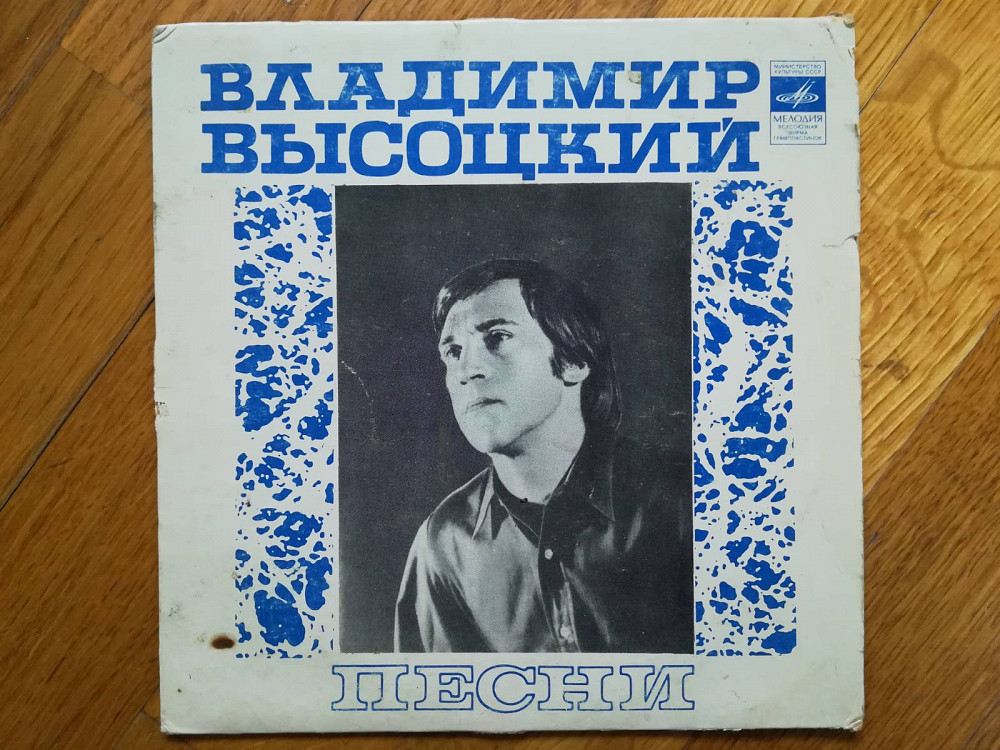 ВЛАДИМИР
ВЫСОЦКИЙ
МИНИСТЕРСТВО
КУЛЬТУРЫ СССР
МЕЛОДИЯ
ВСЕСОЮЗНАЯ
ФИРМА
ГРАМПЛАСТИНОК
ПЕСНИ